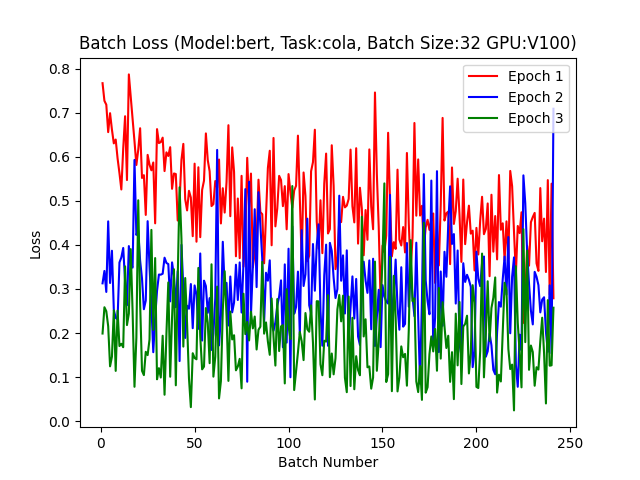 Batch Loss (Model:bert, Task:cola, Batch Size:32 GPU:V100)
Epoch 1
Epoch 2
Epoch 3
0.8
0.7
0.6
0.5
0.4
0.3
0.2
0.1
0.0
Loss
0 50 100 150 200 250
Batch Number